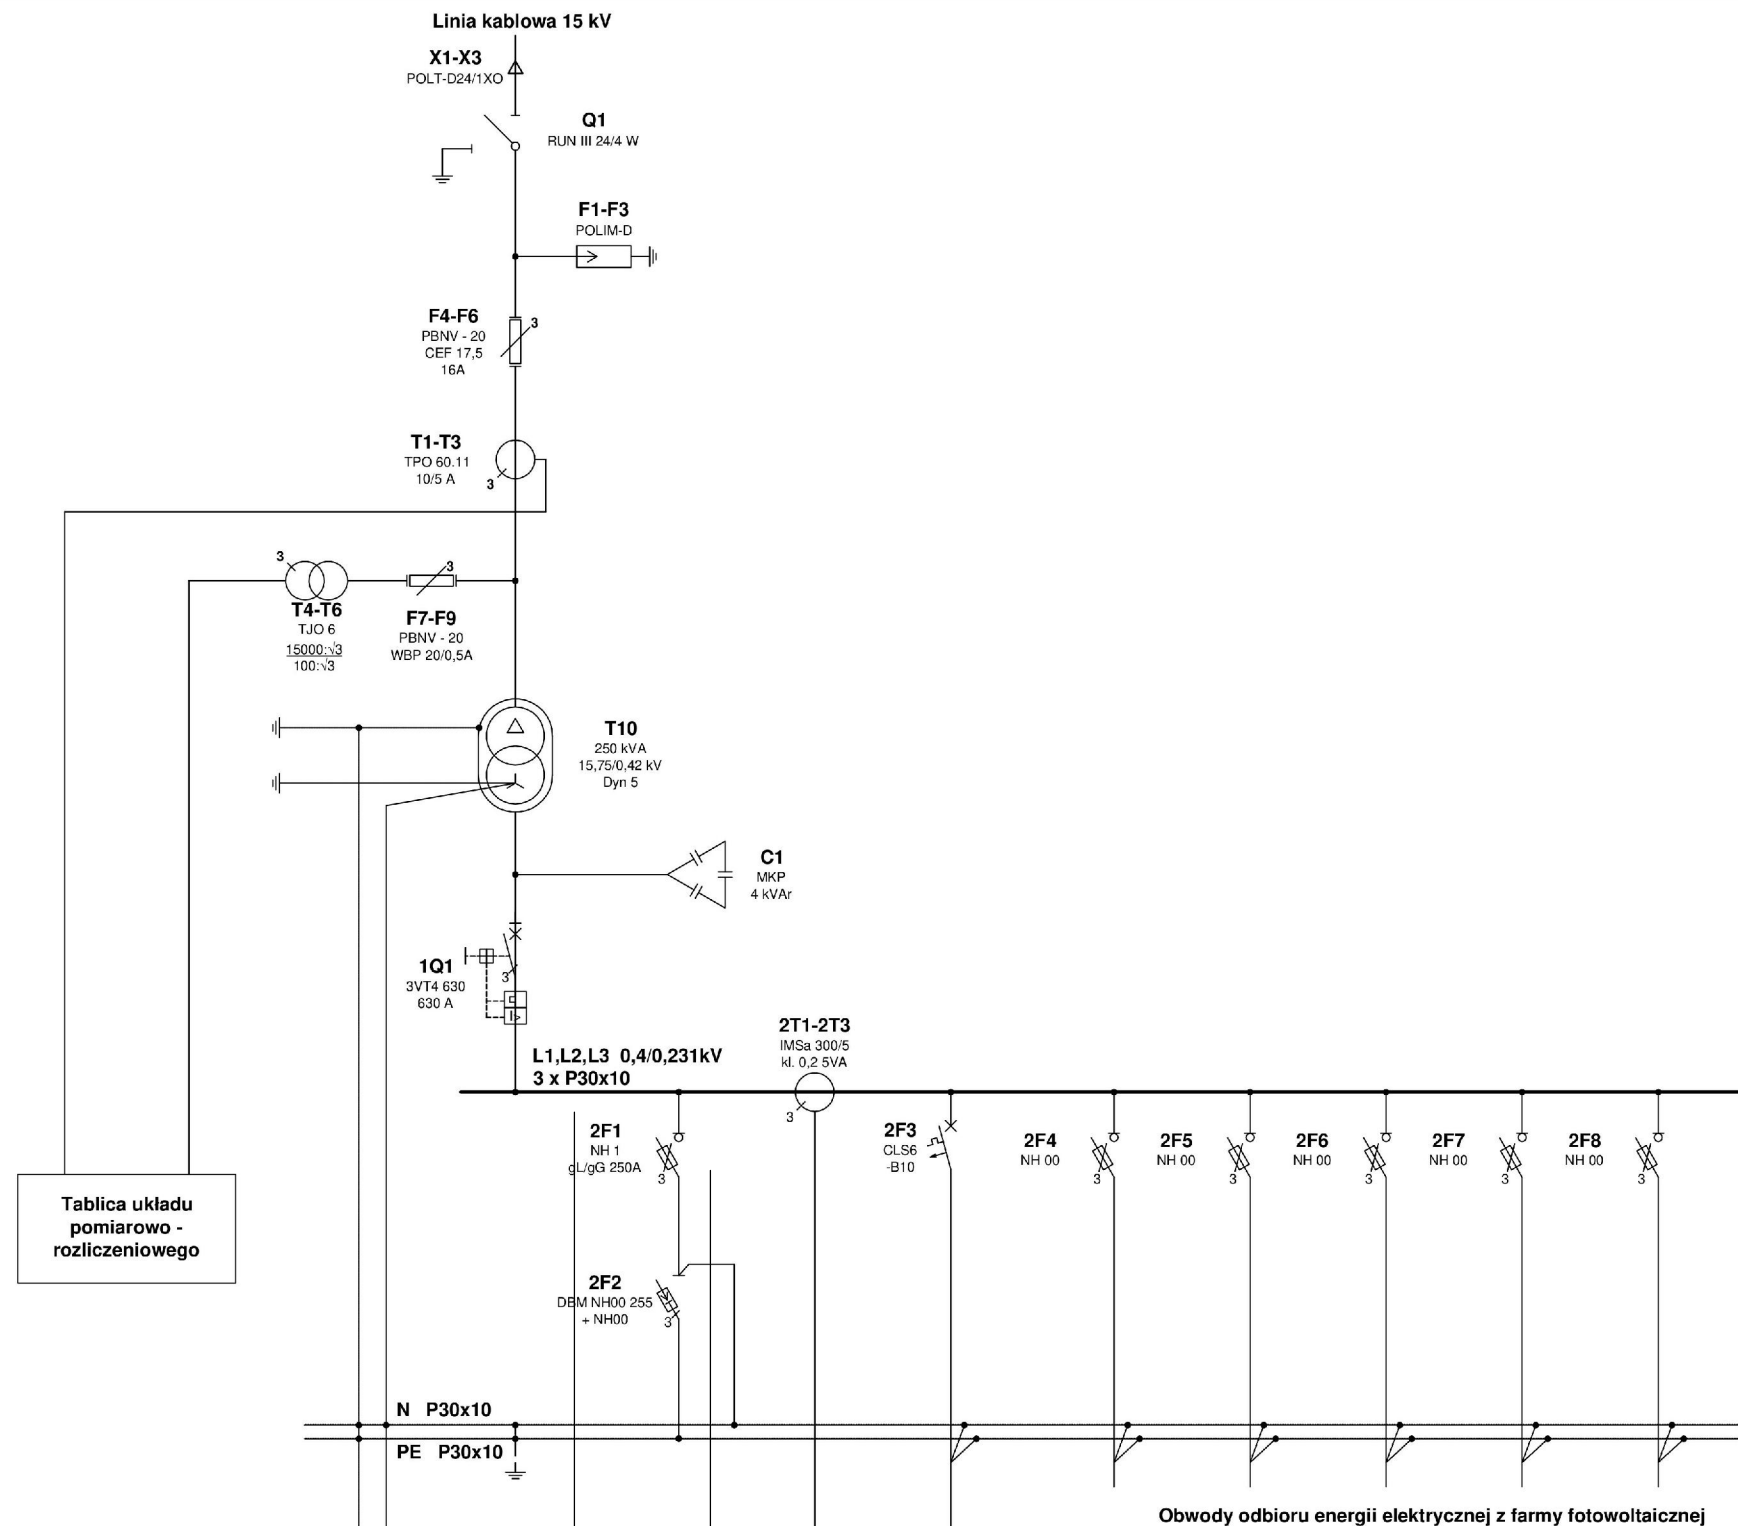 Linia kablowa 15 kV
X1-X3
POLT-D24/1XO
Q1
RUN III 24/4 W
F1-F3
POLIM-D
F4-F6
PBNV - 20
CEF 17,5
16A
3
T1-T3
TPO 60.11
10/5 A
3
3
T4-T6
TJO 6
15000:√3
100:√3
3
F7-F9
PBNV - 20
WBP 20/0,5A
T10
250 kVA
15,75/0,42 kV
Dyn 5
C1
MKP
4 kVAr
1Q1
3VT4 630
630 A
3
L1,L2,L3 0,4/0,231kV
3 x P30x10
2T1-2T3
IMSa 300/5
kl. 0,2 5VA
3
2F1
NH 1
gL/gG 250A
3
2F2
DBM NH00 255
+ NH00
3
2F3
CLS6
-B10
2F4
NH 00
3
2F5
NH 00
3
2F6
NH 00
3
2F7
NH 00
3
2F8
NH 00
3
Tablica układu
pomiarowo -
rozliczeniowego
N P30x10
PE P30x10
Obwody odbioru energii elektrycznej z farmy fotowoltaicznej